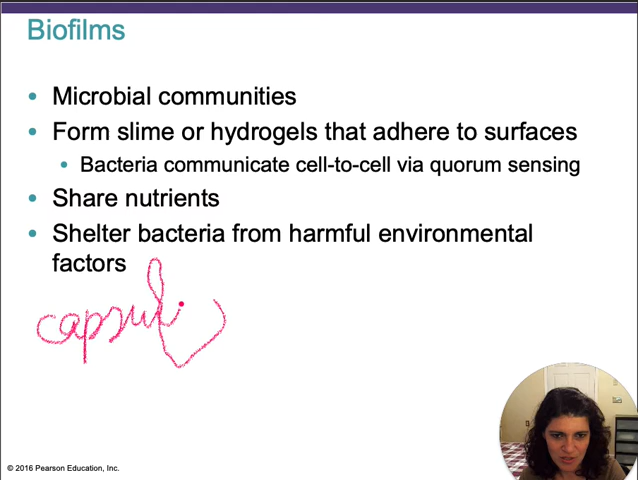 Biofilms
• Microbial communities
• Form slime or hydrogels that adhere to surfaces
• Bacteria communicate cell-to-cell via quorum sensing
• Share nutrients
• Shelter bacteria from harmful environmental
factors
© 2016 Pearson Education, Inc.